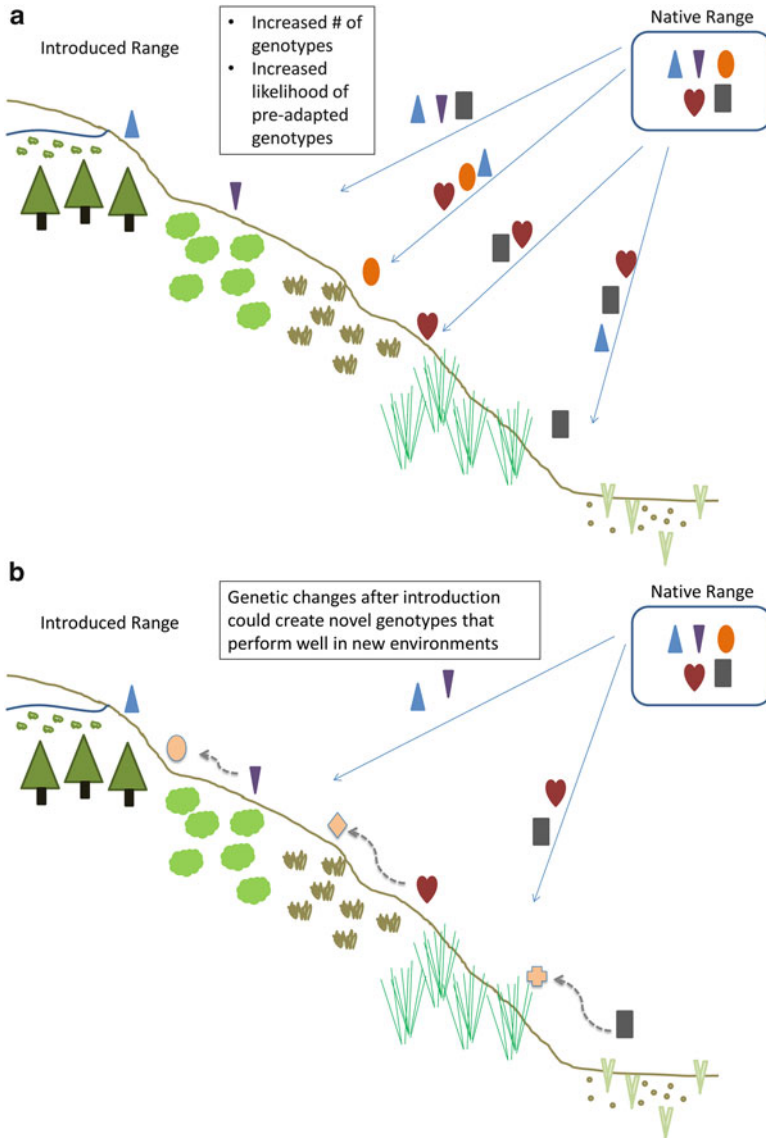 a
Introduced Range
• Increased # of
genotypes
• Increased
likelihood of
pre-adapted
genotypes
Native Range
b
Introduced Range
Genetic changes after introduction
could create novel genotypes that
perform well in new environments
Native Range